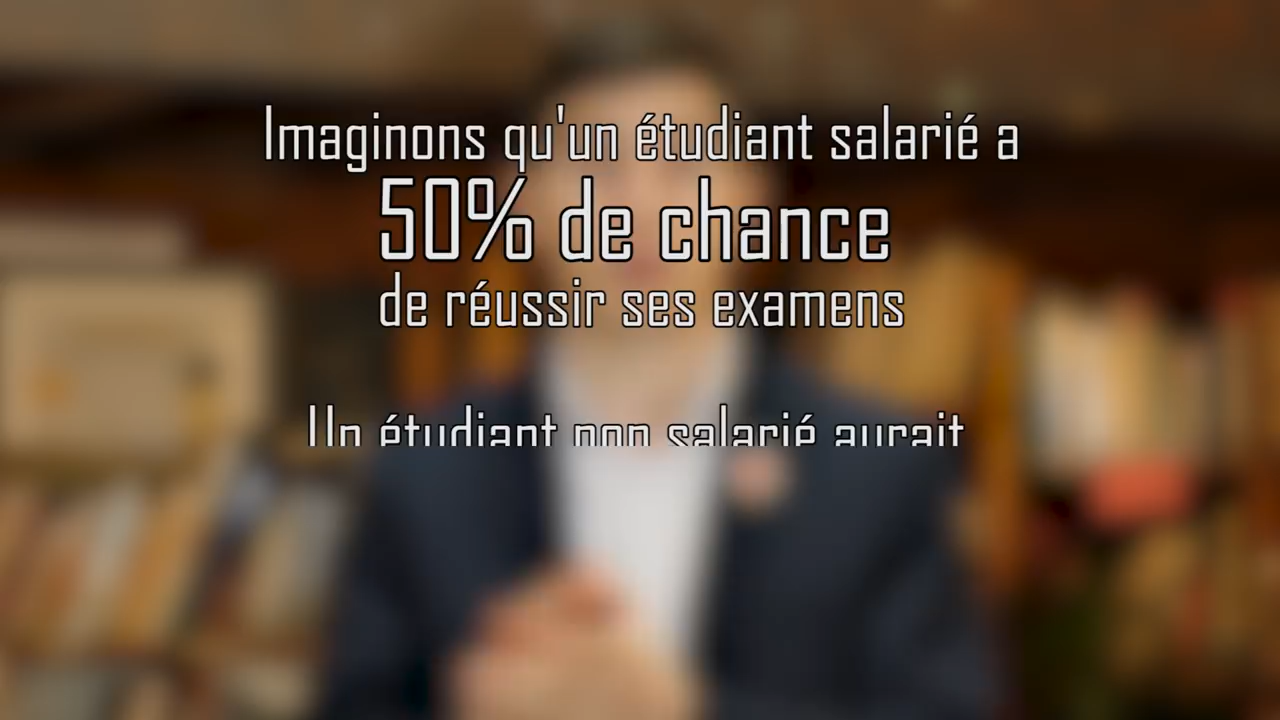 Imaginons qu'un étudiant salarié a
50% de chance
de réussir ses examens
Un étudiant non salarié aurait